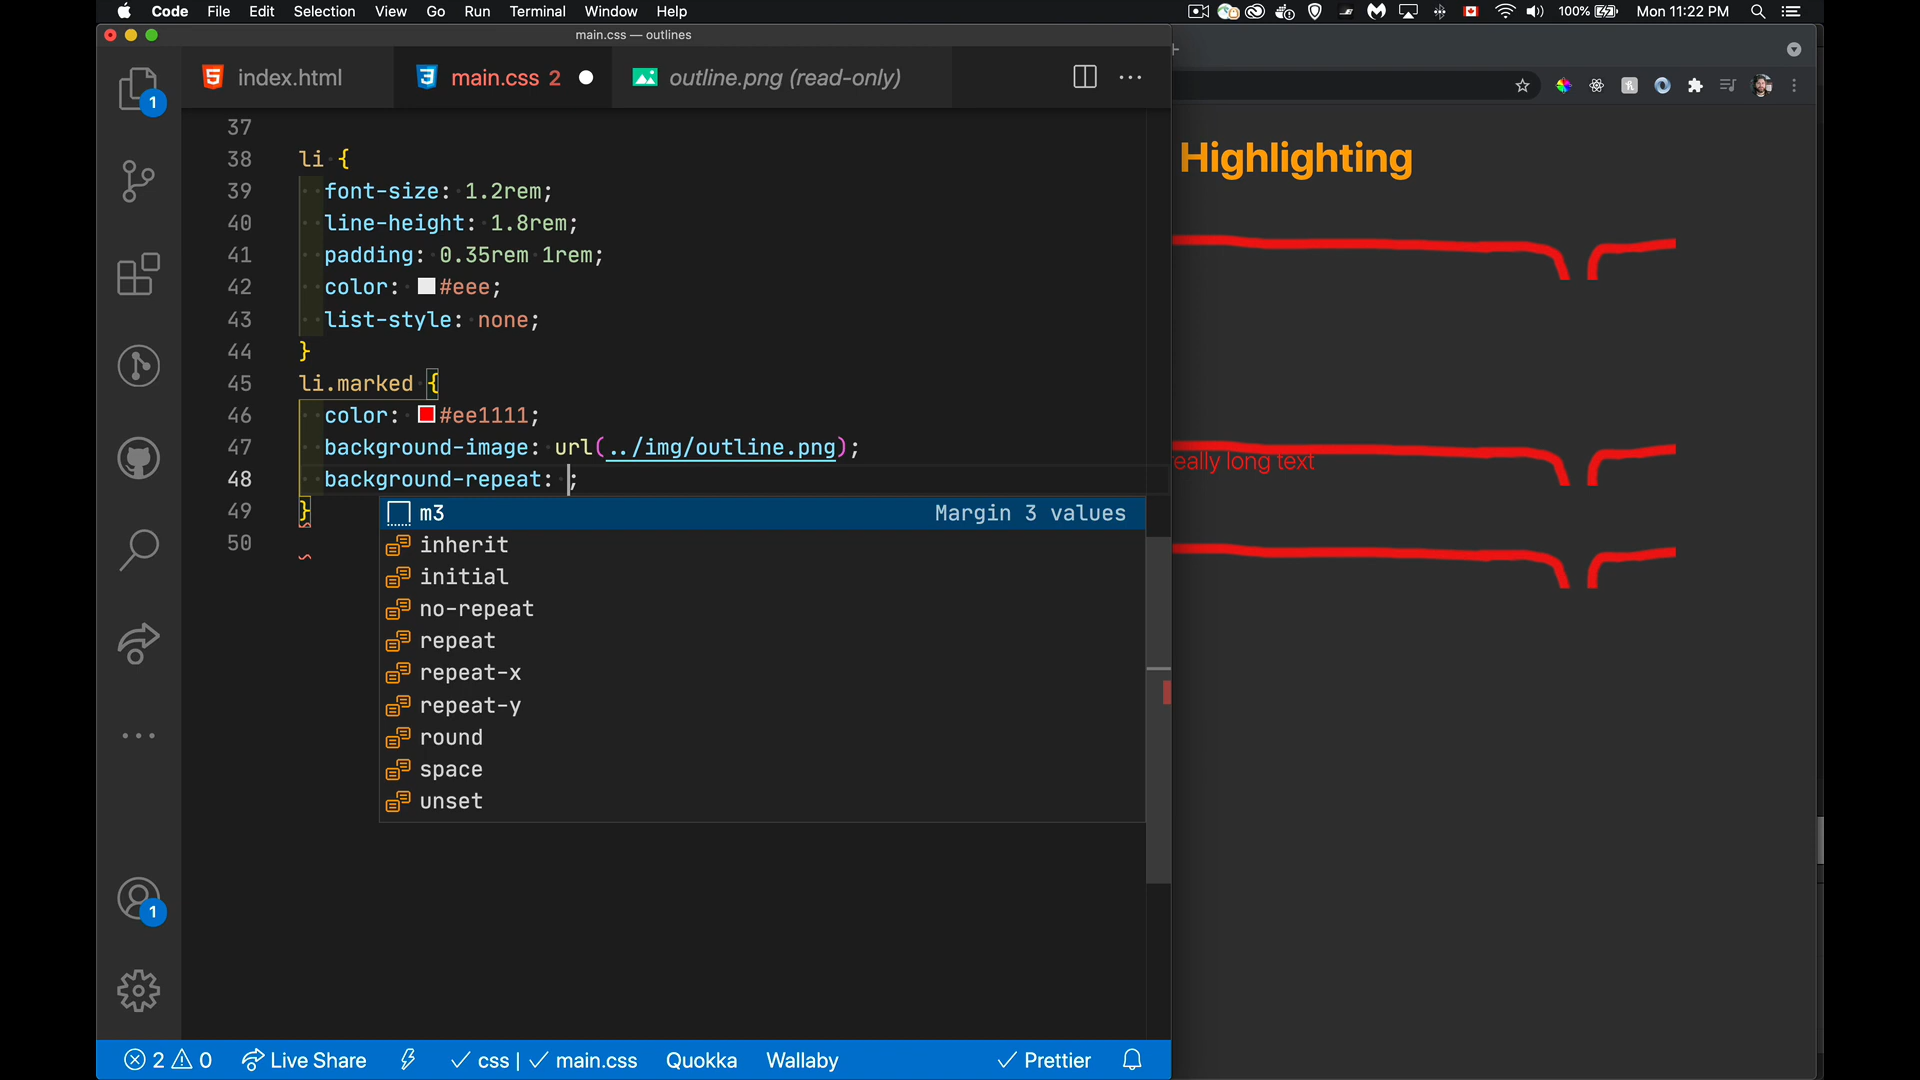 Code File Edit Selection View Go Run Terminal Window Help 100% Mon 11:22 PM
main.css — outlines
index.html main.css 2 outline.png (read-only)
1
Highlighting
37
38 li {
39 font-size: 1.2rem;
40 line-height: 1.8rem;
41 padding: 0.35rem 1rem;
42 color: #eee;
43 list-style: none;
44 }
45 li.marked {
46 color: #ee1111;
47 background-image: url(../img/outline.png);
48 background-repeat: ;
49 }
50
eally long text
m3 Margin 3 values
inherit
initial
no-repeat
repeat
repeat-x
repeat-y
round
space
unset
1
2 0 Live Share css | main.css Quokka Wallaby Prettier